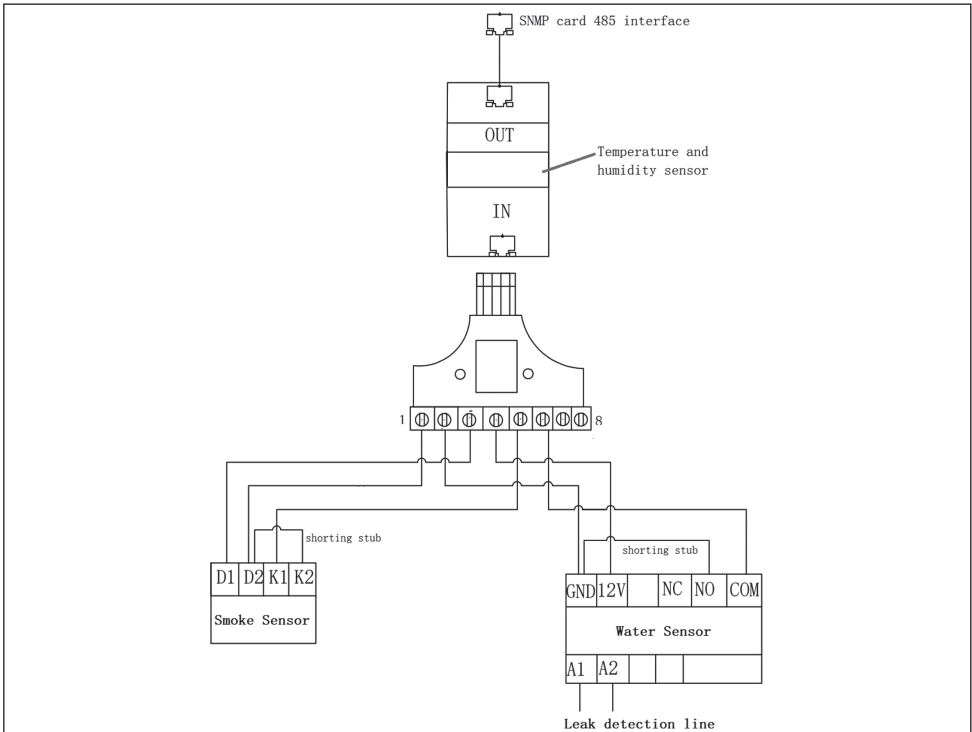 SNMP card 485 interface
OUT
Temperature and
humidity sensor
IN
1 8
shorting stub
D1 D2 K1 K2
Smoke Sensor
shorting stub
GND 12V NC NO COM
Water Sensor
A1 A2
Leak detection line